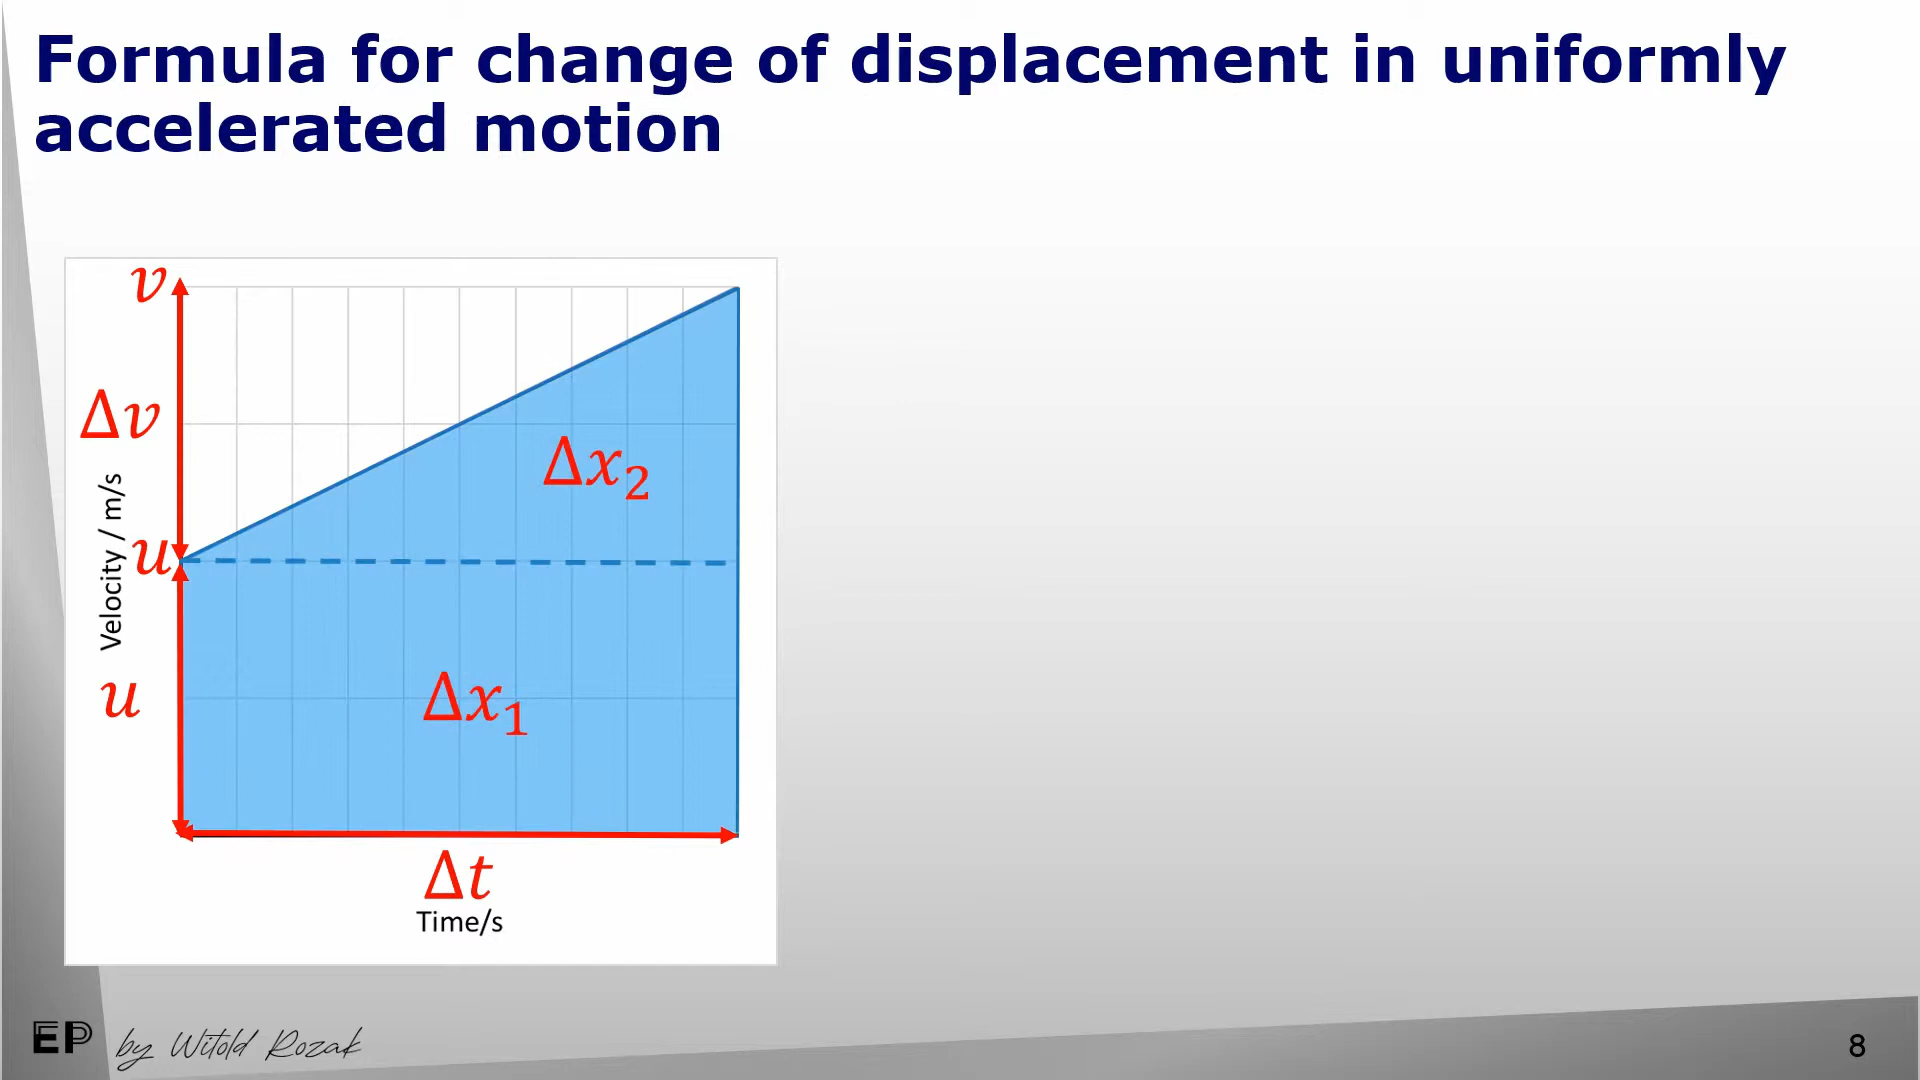 Formula for change of displacement in uniformly
accelerated motion
v
Δv
Velocity / m/s
u
u
Δx₂
Δx₁
Δt
Time/s
EP by Witold Rozak
8